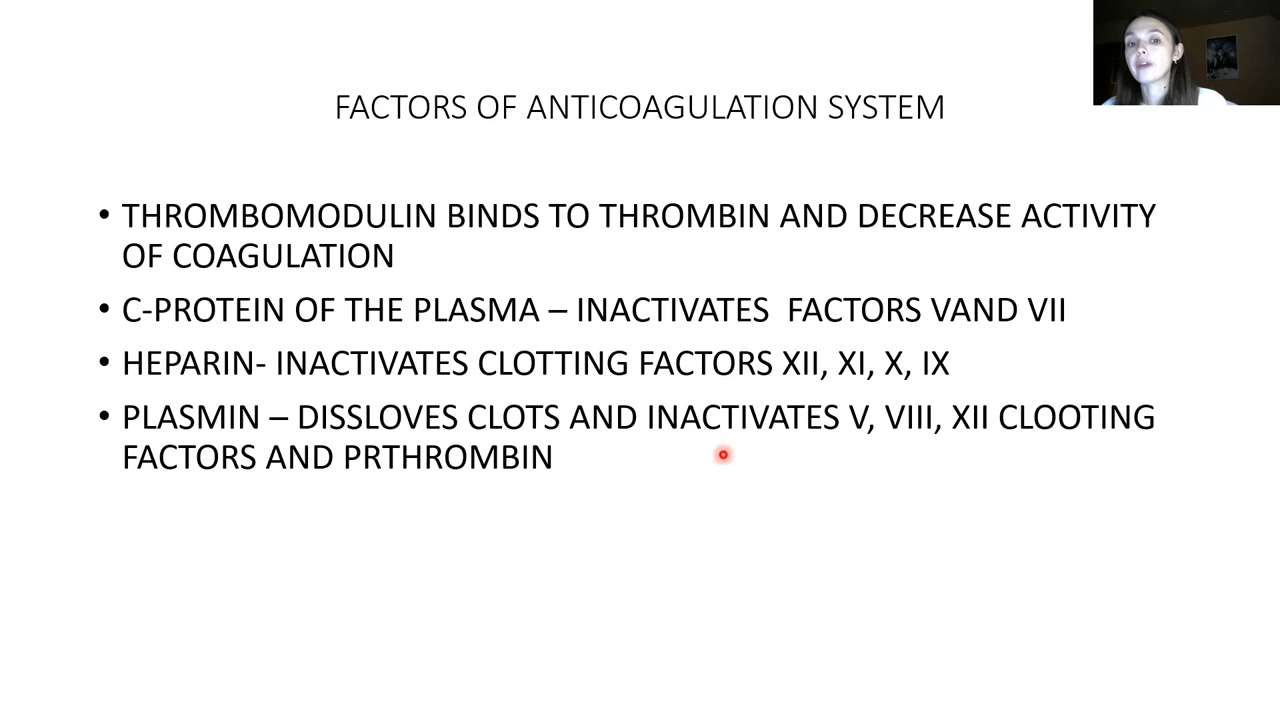 FACTORS OF ANTICOAGULATION SYSTEM
• THROMBOMODULIN BINDS TO THROMBIN AND DECREASE ACTIVITY
OF COAGULATION
• C-PROTEIN OF THE PLASMA – INACTIVATES  FACTORS VAND VII
• HEPARIN- INACTIVATES CLOTTING FACTORS XII, XI, X, IX
• PLASMIN – DISSLOVES CLOTS AND INACTIVATES V, VIII, XII CLOOTING
FACTORS AND PRTHROMBIN